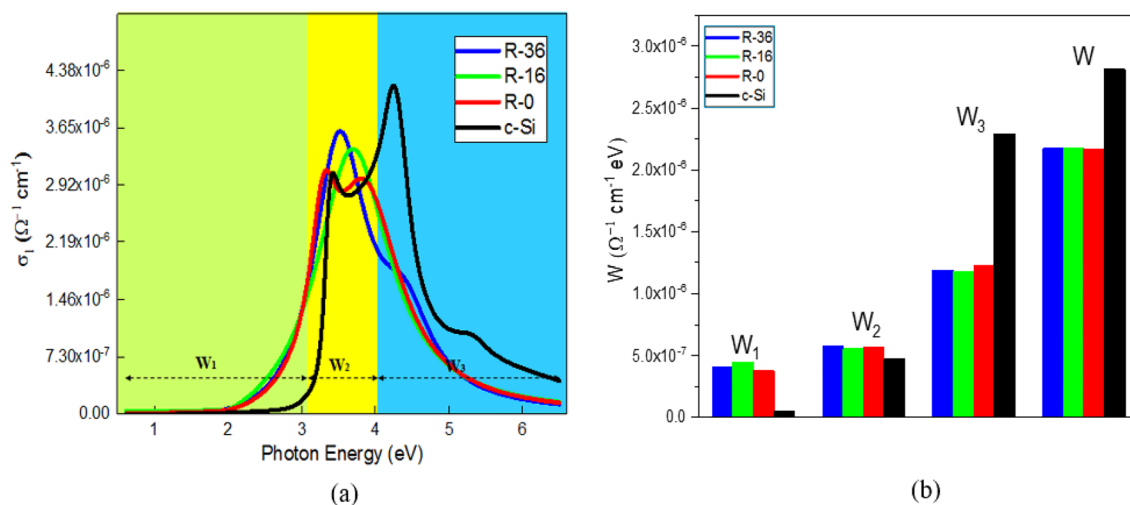 4.38x10⁻⁶
3.65x10⁻⁶
2.92x10⁻⁶
2.19x10⁻⁶
1.46x10⁻⁶
7.30x10⁻⁷
0.00
σ₁ (Ω⁻¹ cm⁻¹)
R-36
R-16
R-0
c-Si
W₁
W₂
W₃
1 2 3 4 5 6
Photon Energy (eV)
(a)
3.0x10⁻⁶
2.5x10⁻⁶
2.0x10⁻⁶
1.5x10⁻⁶
1.0x10⁻⁶
5.0x10⁻⁷
0.0
W (Ω⁻¹ cm⁻¹ eV)
R-36
R-16
R-0
c-Si
W₁
W₂
W₃
W
(b)